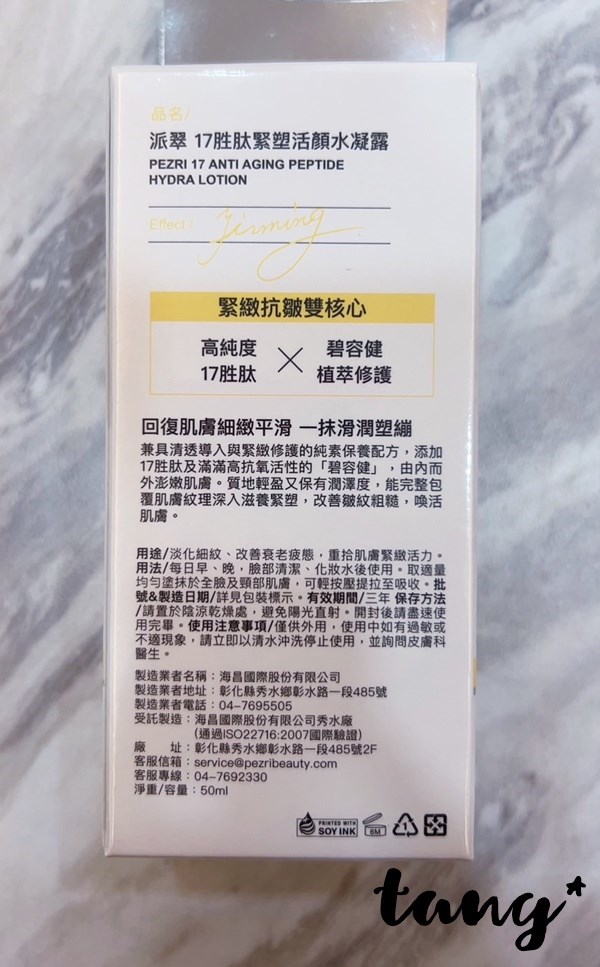 品名/
派翠 17胜肽緊塑活顏水凝露
PEZRI 17 ANTI AGING PEPTIDE
HYDRA LOTION
Effect / Firming
緊緻抗皺雙核心
高純度
17胜肽
×
碧容健
植萃修護
回復肌膚細緻平滑 一抹滑潤塑繃
兼具清透導入與緊緻修護的純素保養配方，添加
17胜肽及滿滿高抗氧活性的「碧容健」，由內而
外澎嫩肌膚。質地輕盈又保有潤澤度，能完整包
覆肌膚紋理深入滋養緊塑，改善皺紋粗糙，喚活
肌膚。
用途/淡化細紋、改善衰老疲態，重拾肌膚緊緻活力。
用法/每日早、晚，臉部清潔、化妝水後使用。取適量
均勻塗抹於全臉及頸部肌膚，可輕按壓提拉至吸收。批
號&製造日期/詳見包裝標示。有效期間/三年 保存方法
/請置於陰涼乾燥處，避免陽光直射。開封後請盡速使
用完畢。使用注意事項/僅供外用，使用中如有過敏或
不適現象，請立即以清水沖洗停止使用，並詢問皮膚科
醫生。
製造業者名稱：海昌國際股份有限公司
製造業者地址：彰化縣秀水鄉彰水路一段485號
製造業者電話：04-7695505
受託製造：海昌國際股份有限公司秀水廠
（通過ISO22716:2007國際驗證）
廠　　址：彰化縣秀水鄉彰水路一段485號2F
客服信箱：service@pezribeauty.com
客服專線：04-7692330
淨重/容量：50ml
PRINTED WITH
SOY INK
6M
1
tang*